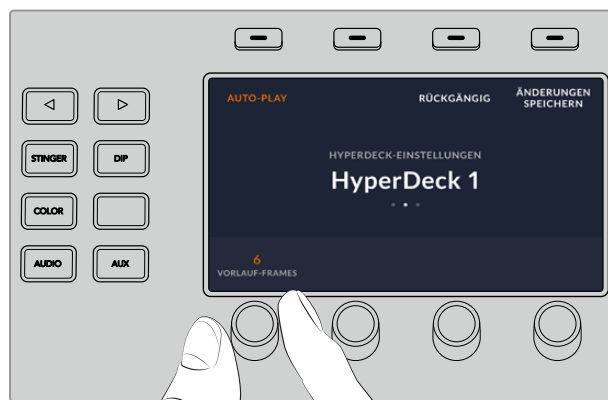 AUTO-PLAY
RÜCKGÄNGIG
ÄNDERUNGEN
SPEICHERN
STINGER
DIP
HYPERDECK-EINSTELLUNGEN
HyperDeck 1
COLOR
AUDIO
AUX
6
VORLAUF-FRAMES